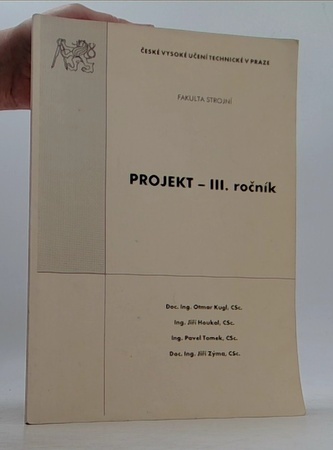 ČESKÉ VYSOKÉ UČENÍ TECHNICKÉ V PRAZE
FAKULTA STROJNÍ
PROJEKT – III. ročník
Doc. Ing. Otmar Kugl, CSc.
Ing. Jiří Houkal, CSc.
Ing. Pavel Tomek, CSc.
Doc. Ing. Jiří Zýma, CSc.